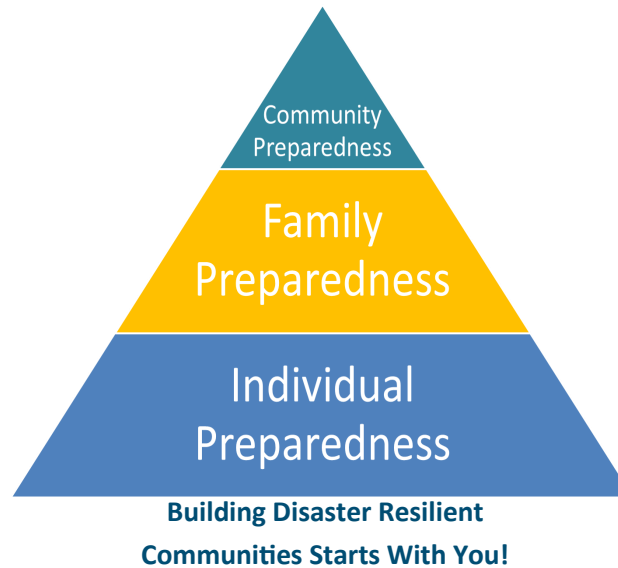 Community
Preparedness
Family
Preparedness
Individual
Preparedness
Building Disaster Resilient
Communities Starts With You!